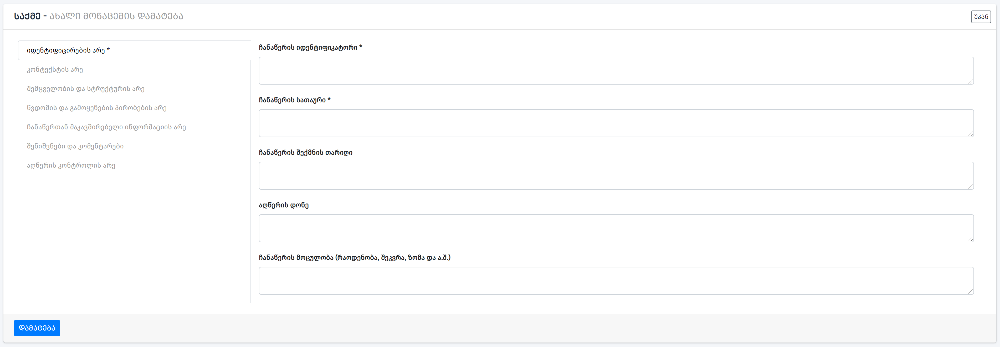 საქმე - ახალი მონაცემის დამატება
უკან
იდენტიფიცირების არე *
კონტექსტის არე
შემცველობის და სტრუქტურის არე
წვდომის და გამოყენების პირობების არე
ჩანაწერთან მაკავშირებელი ინფორმაციის არე
შენიშვნები და კომენტარები
აღწერის კონტროლის არე
ჩანაწერის იდენტიფიკატორი *
ჩანაწერის სათაური *
ჩანაწერის შექმნის თარიღი
აღწერის დონე
ჩანაწერის მოცულობა (რაოდენობა, შეკვრა, ზომა და ა.შ.)
დამატება